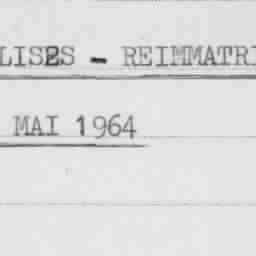 LISES - REIMMATRI
MAI 1964